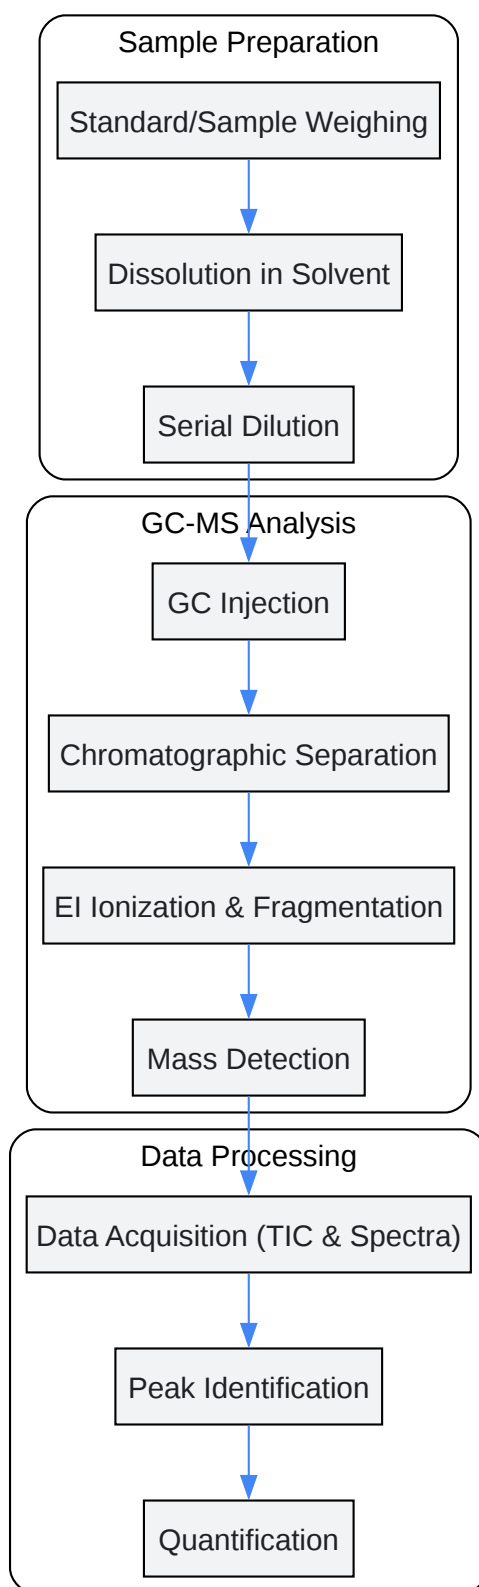 Sample Preparation
Standard/Sample Weighing
Dissolution in Solvent
Serial Dilution
GC-MS Analysis
GC Injection
Chromatographic Separation
EI Ionization & Fragmentation
Mass Detection
Data Processing
Data Acquisition (TIC & Spectra)
Peak Identification
Quantification